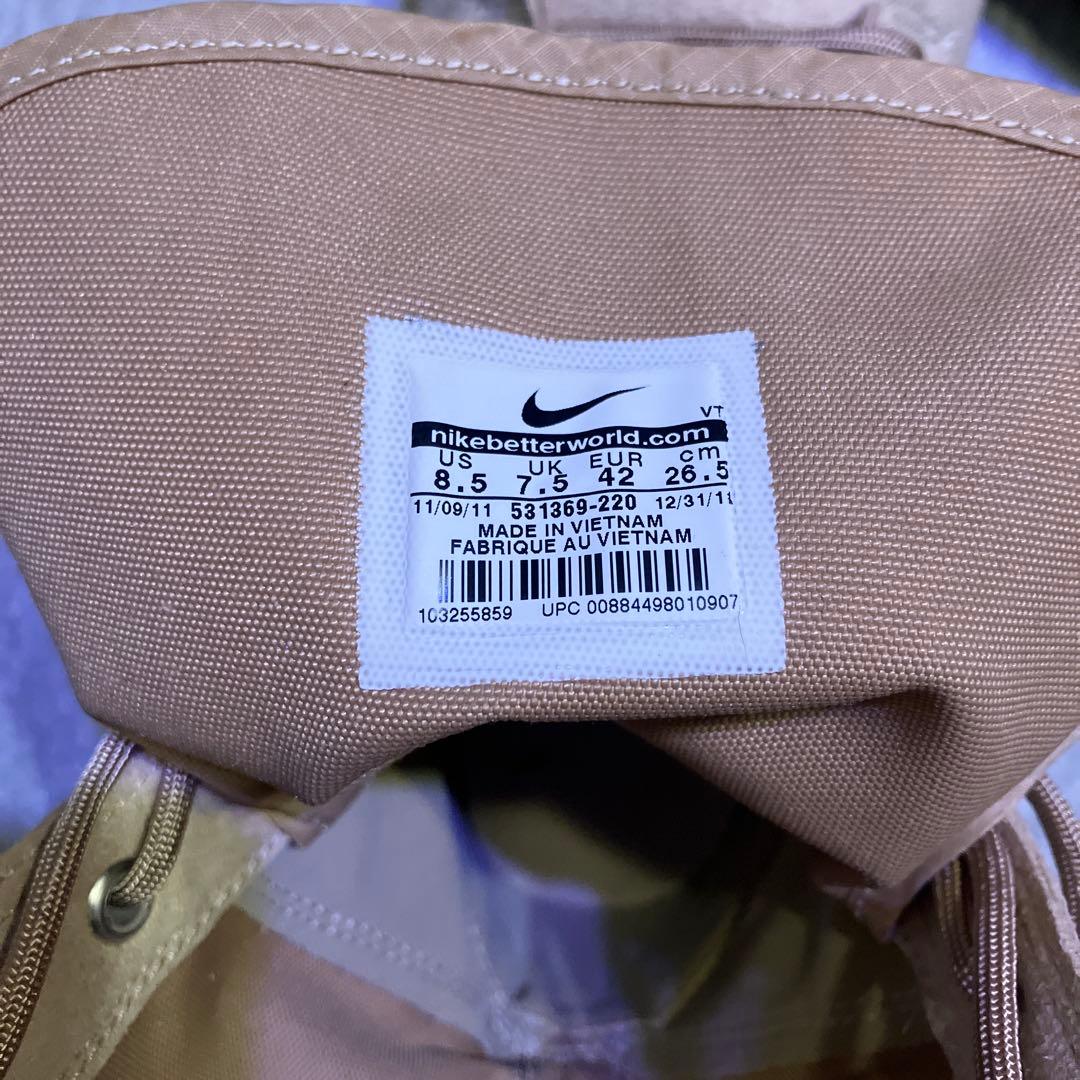 VT
nikebetterworld.com
US UK EUR cm
8.5 7.5 42 26.5
11/09/11 531369-220 12/31/11
MADE IN VIETNAM
FABRIQUE AU VIETNAM
103255859 UPC 00884498010907